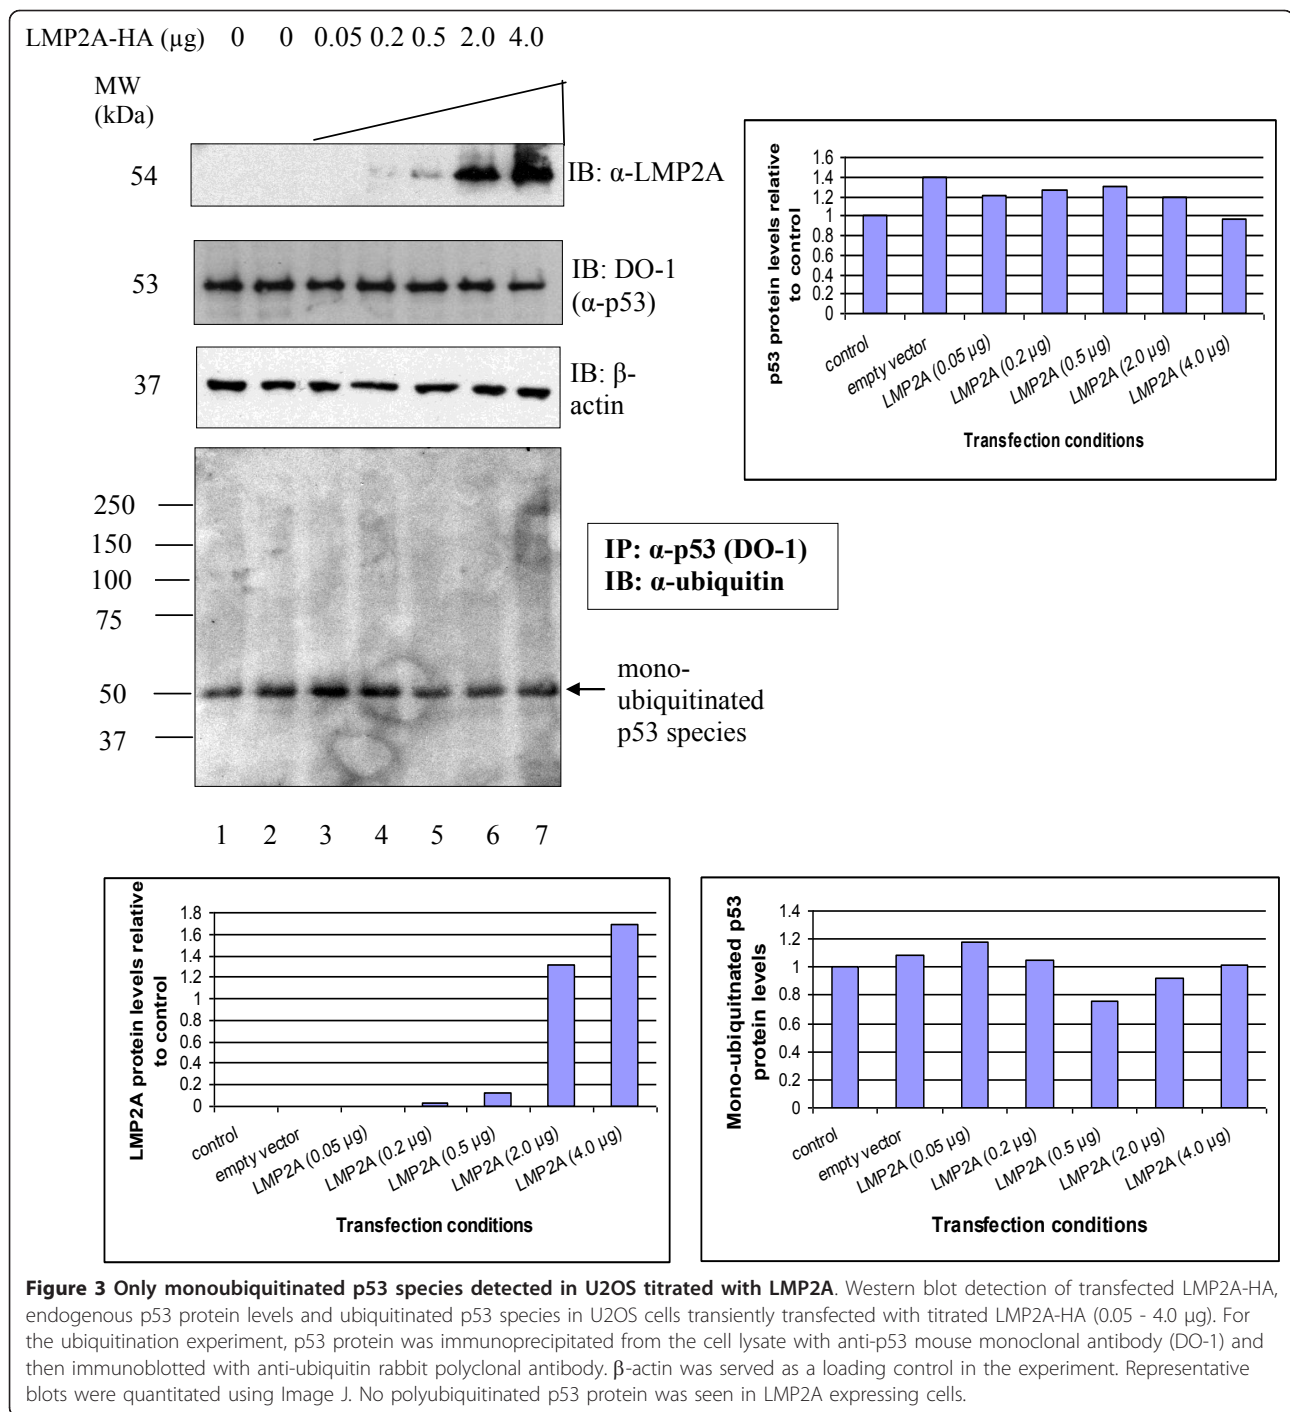 LMP2A-HA (µg) 0 0 0.05 0.2 0.5 2.0 4.0
MW
(kDa)
54
IB: α-LMP2A
53
IB: DO-1
(α-p53)
37
IB: β-
actin
250
150
100
75
50
37
IP: α-p53 (DO-1)
IB: α-ubiquitin
mono-
ubiquitinated
p53 species
1 2 3 4 5 6 7
p53 protein levels relative
to control
1.6
1.4
1.2
1
0.8
0.6
0.4
0.2
0
control
empty vector
LMP2A (0.05 µg)
LMP2A (0.2 µg)
LMP2A (0.5 µg)
LMP2A (2.0 µg)
LMP2A (4.0 µg)
Transfection conditions
LMP2A protein levels relative
to control
1.8
1.6
1.4
1.2
1
0.8
0.6
0.4
0.2
0
control
empty vector
LMP2A (0.05 µg)
LMP2A (0.2 µg)
LMP2A (0.5 µg)
LMP2A (2.0 µg)
LMP2A (4.0 µg)
Transfection conditions
Mono-ubiquitnated p53
protein levels
1.4
1.2
1
0.8
0.6
0.4
0.2
0
control
empty vector
LMP2A (0.05 µg)
LMP2A (0.2 µg)
LMP2A (0.5 µg)
LMP2A (2.0 µg)
LMP2A (4.0 µg)
Transfection conditions
Figure 3 Only monoubiquitinated p53 species detected in U2OS titrated with LMP2A. Western blot detection of transfected LMP2A-HA,
endogenous p53 protein levels and ubiquitinated p53 species in U2OS cells transiently transfected with titrated LMP2A-HA (0.05 - 4.0 µg). For
the ubiquitination experiment, p53 protein was immunoprecipitated from the cell lysate with anti-p53 mouse monoclonal antibody (DO-1) and
then immunoblotted with anti-ubiquitin rabbit polyclonal antibody. β-actin was served as a loading control in the experiment. Representative
blots were quantitated using Image J. No polyubiquitinated p53 protein was seen in LMP2A expressing cells.